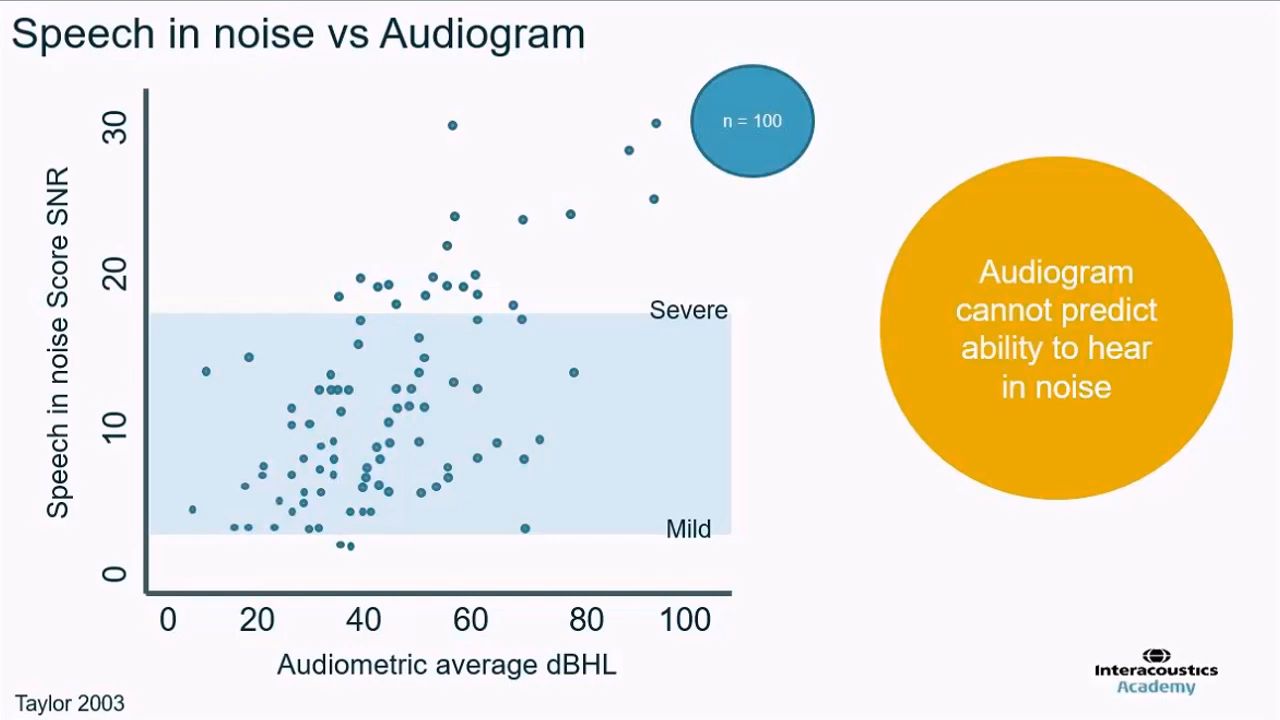 Speech in noise vs Audiogram
n = 100
Speech in noise Score SNR
30
20
10
0
Severe
Mild
0 20 40 60 80 100
Audiometric average dBHL
Audiogram
cannot predict
ability to hear
in noise
Taylor 2003
Interacoustics
Academy